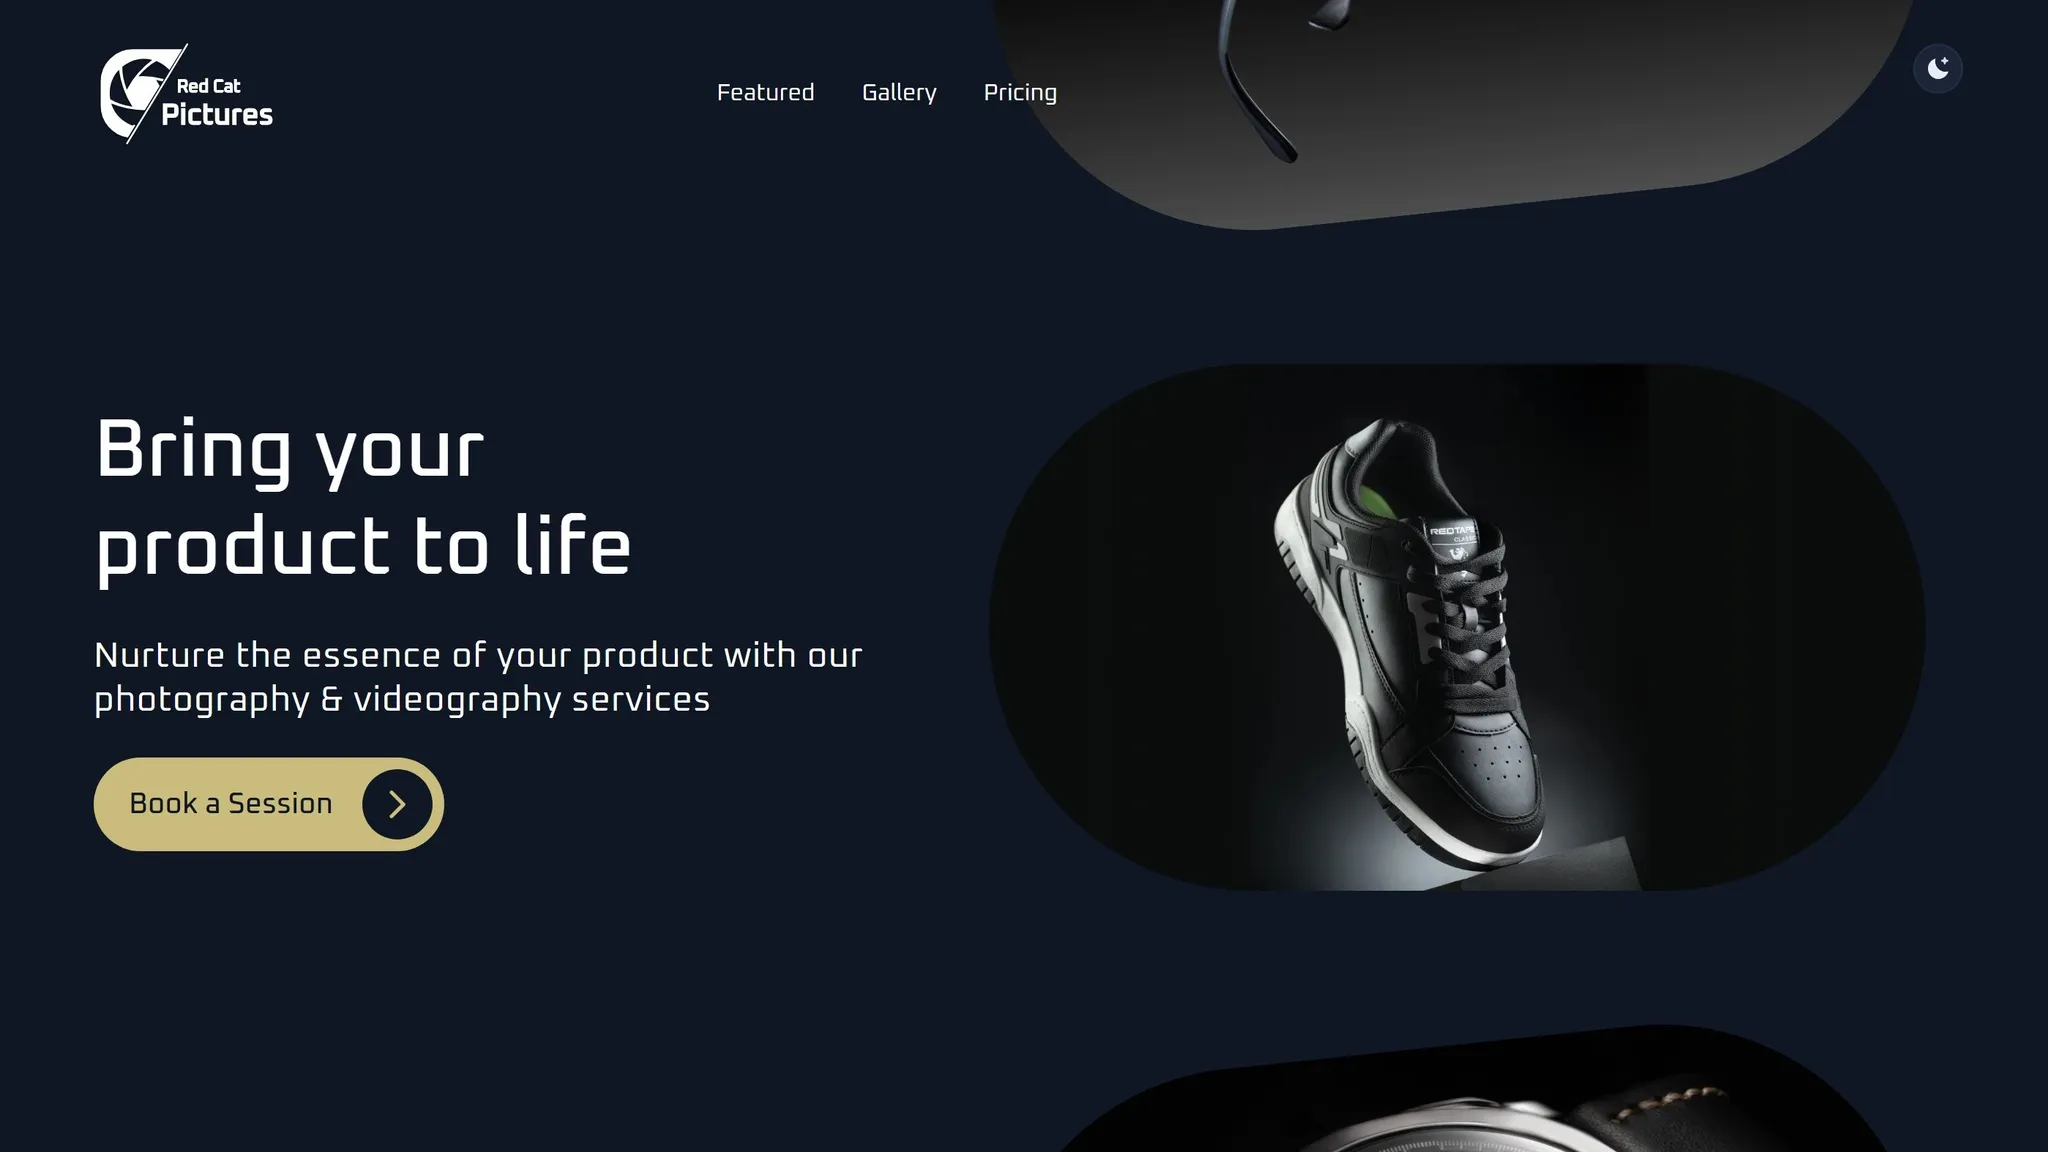 Red Cat
Pictures
Featured
Gallery
Pricing
Bring your
product to life
Nurture the essence of your product with our
photography & videography services
Book a Session
REDTAPE